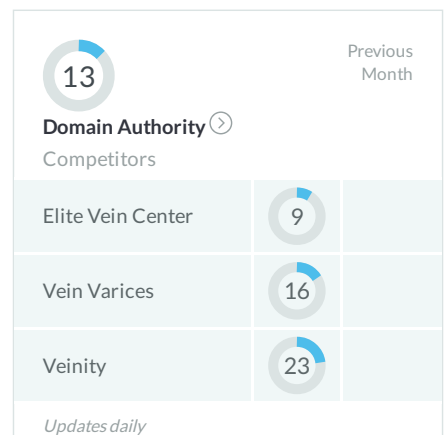 13
Previous
Month
Domain Authority
Competitors
Elite Vein Center 9
Vein Varices 16
Veinity 23
Updates daily